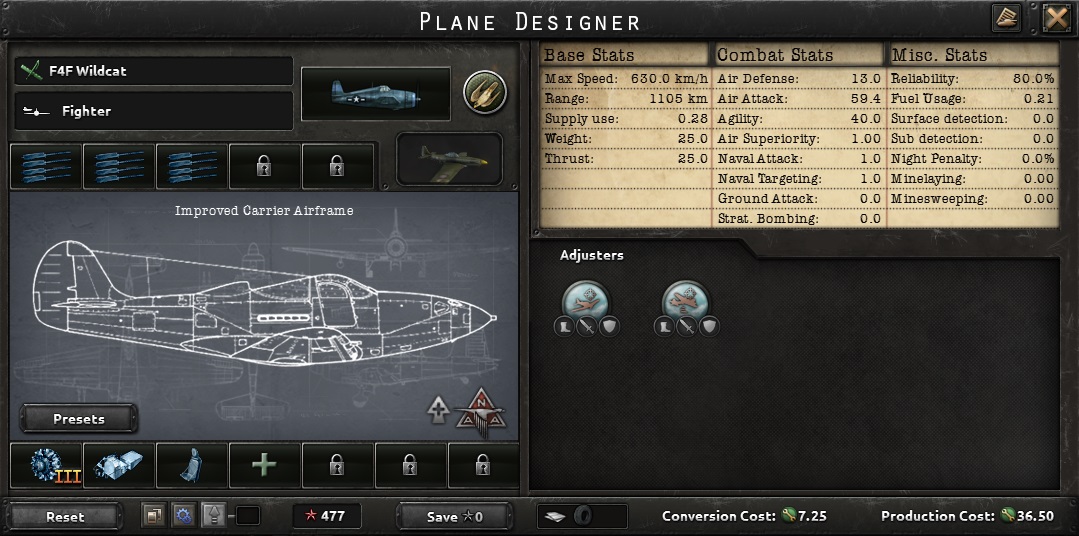 Plane Designer
F4F Wildcat
Fighter
Improved Carrier Airframe
Presets
III
N
A A
Reset
477
Save 0
Base Stats
Max Speed: 630.0 km/h
Range: 1105 km
Supply use: 0.28
Weight: 25.0
Thrust: 25.0
Combat Stats
Air Defense: 13.0
Air Attack: 59.4
Agility: 40.0
Air Superiority: 1.00
Naval Attack: 1.0
Naval Targeting: 1.0
Ground Attack: 0.0
Strat. Bombing: 0.0
Misc. Stats
Reliability: 80.0%
Fuel Usage: 0.21
Surface detection: 0.0
Sub detection: 0.0
Night Penalty: 0.0%
Minelaying: 0.00
Minesweeping: 0.00
Adjusters
Conversion Cost: 7.25
Production Cost: 36.50